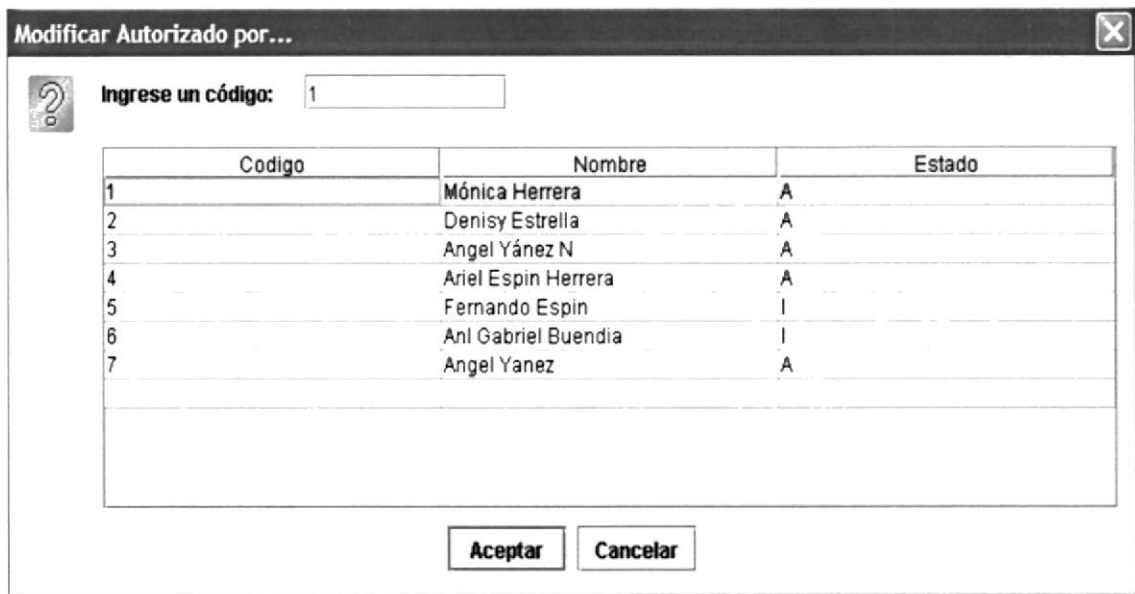 Modificar Autorizado por...
Ingrese un código: 1
Codigo Nombre Estado
1 Mónica Herrera A
2 Denisy Estrella A
3 Angel Yánez N A
4 Ariel Espin Herrera A
5 Fernando Espin I
6 Anl Gabriel Buendia I
7 Angel Yanez A
Aceptar Cancelar